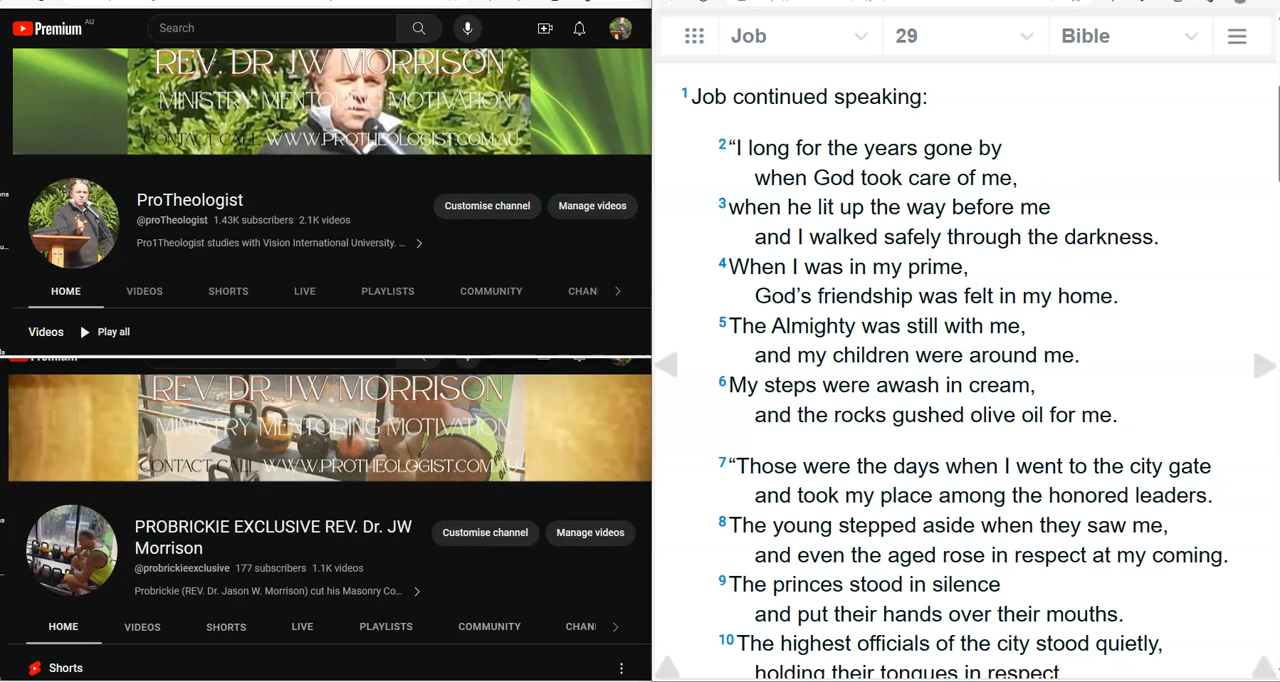 Premium AU
Search
REV. DR. JW MORRISON
MINISTRY MENTORING MOTIVATION
CONTACT CALL WWW.PROTHEOLOGIST.COM.AU
ProTheologist
@proTheologist 1.43K subscribers 2.1K videos
Pro1Theologist studies with Vision International University. ...
Customise channel
Manage videos
HOME VIDEOS SHORTS LIVE PLAYLISTS COMMUNITY CHAN
Videos Play all
Premium
REV. DR. JW MORRISON
MINISTRY MENTORING MOTIVATION
CONTACT CALL WWW.PROTHEOLOGIST.COM.AU
PROBRICKIE EXCLUSIVE REV. Dr. JW
Morrison
@probrickieexclusive 177 subscribers 1.1K videos
Probrickie (REV. Dr. Jason W. Morrison) cut his Masonry Co...
Customise channel
Manage videos
HOME VIDEOS SHORTS LIVE PLAYLISTS COMMUNITY CHAN
Shorts
Job 29 Bible
1 Job continued speaking:
2 “I long for the years gone by
when God took care of me,
3 when he lit up the way before me
and I walked safely through the darkness.
4 When I was in my prime,
God’s friendship was felt in my home.
5 The Almighty was still with me,
and my children were around me.
6 My steps were awash in cream,
and the rocks gushed olive oil for me.
7 “Those were the days when I went to the city gate
and took my place among the honored leaders.
8 The young stepped aside when they saw me,
and even the aged rose in respect at my coming.
9 The princes stood in silence
and put their hands over their mouths.
10 The highest officials of the city stood quietly,
holding their tongues in respect